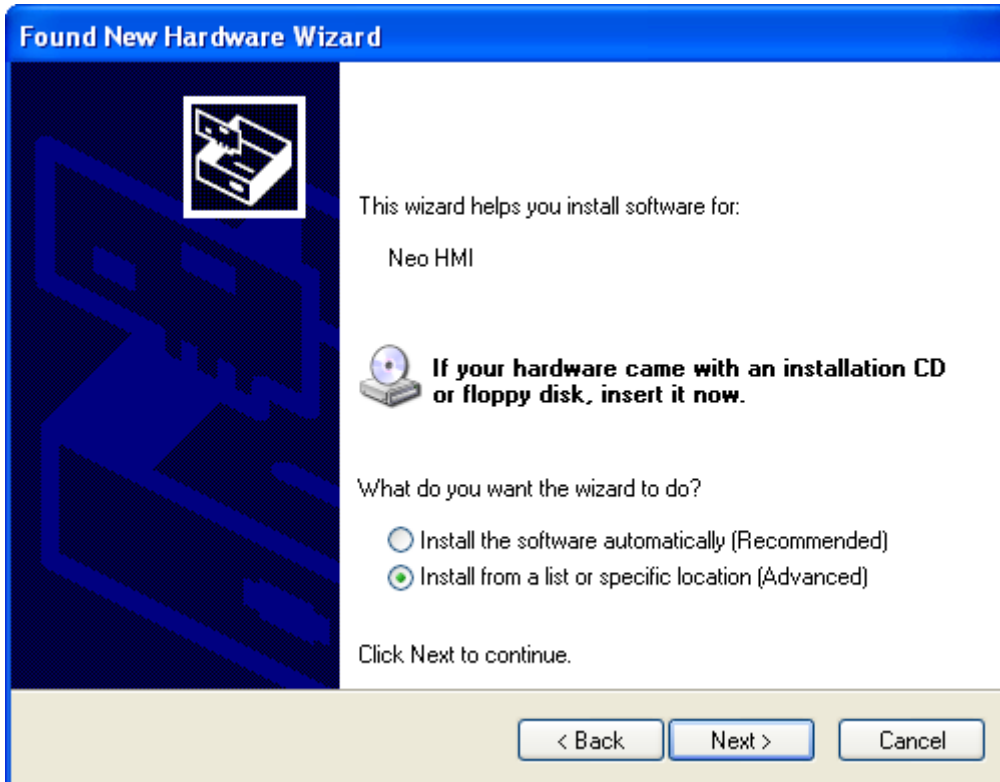 Found New Hardware Wizard
This wizard helps you install software for:
Neo HMI
If your hardware came with an installation CD
or floppy disk, insert it now.
What do you want the wizard to do?
Install the software automatically (Recommended)
Install from a list or specific location (Advanced)
Click Next to continue.
< Back Next > Cancel